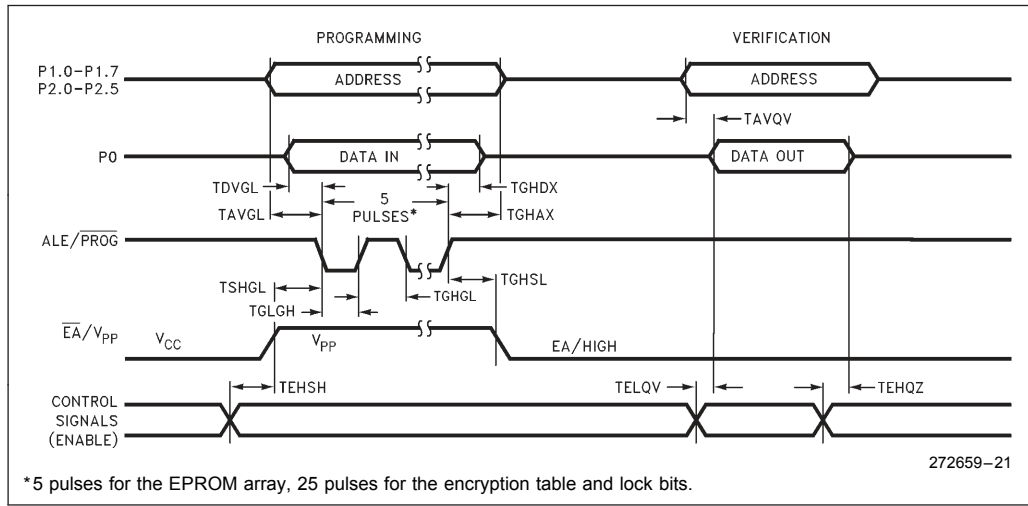 PROGRAMMING
VERIFICATION
P1.0–P1.7
P2.0–P2.5
ADDRESS
ADDRESS
TAVQV
P0
DATA IN
DATA OUT
TDVGL
TGHDX
5
PULSES*
TAVGL
TGHAX
ALE/PROG
TSHGL
TGHSL
TGLGH
TGHGL
EA/VPP
VCC
VPP
EA/HIGH
TEHSH
TELQV
TEHQZ
CONTROL
SIGNALS
(ENABLE)
272659–21
*5 pulses for the EPROM array, 25 pulses for the encryption table and lock bits.